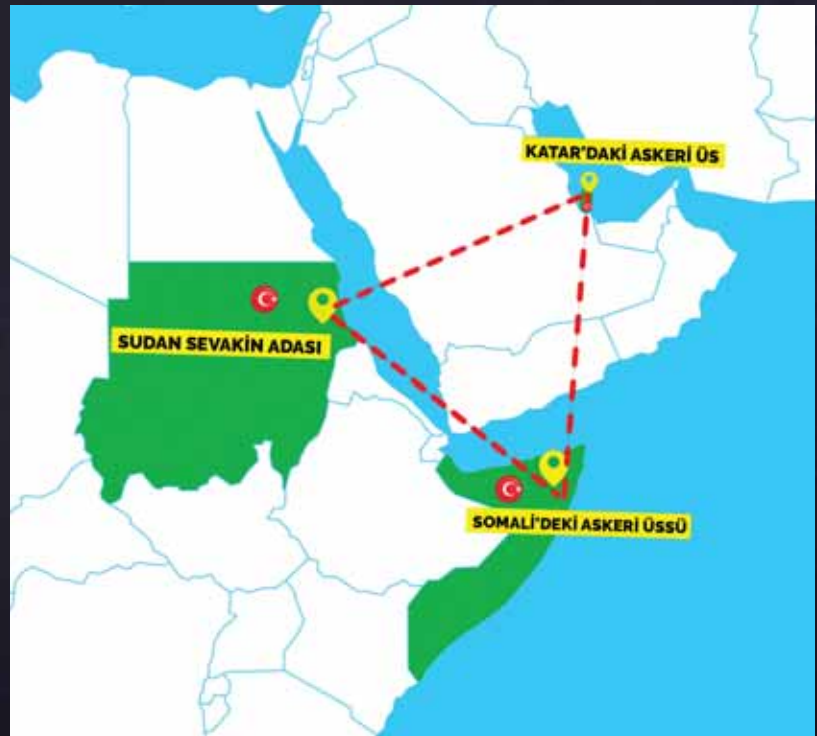 KATAR'DAKİ ASKERİ ÜS
SUDAN SEVAKİN ADASI
SOMALİ'DEKİ ASKERİ ÜSSÜ